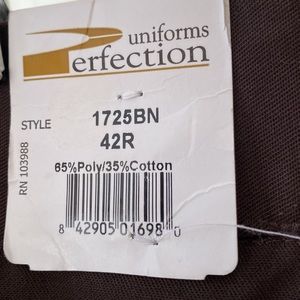 uniforms
Perfection
STYLE 1725BN
42R
RN 103988
65%Poly/35%Cotton
8 42905 01698 0